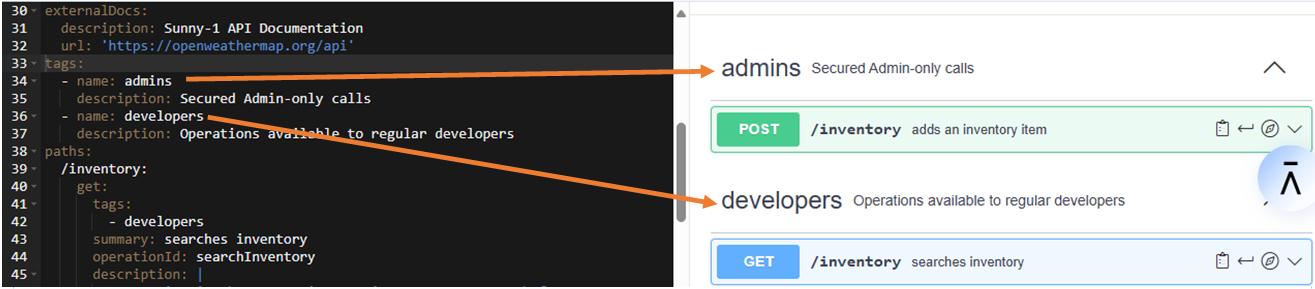 30 externalDocs:
31   description: Sunny-1 API Documentation
32   url: 'https://openweathermap.org/api'
33 tags:
34   - name: admins
35     description: Secured Admin-only calls
36   - name: developers
37     description: Operations available to regular developers
38 paths:
39   /inventory:
40     get:
41       tags:
42         - developers
43       summary: searches inventory
44       operationId: searchInventory
45       description: |
admins Secured Admin-only calls
POST /inventory adds an inventory item
developers Operations available to regular developers
GET /inventory searches inventory